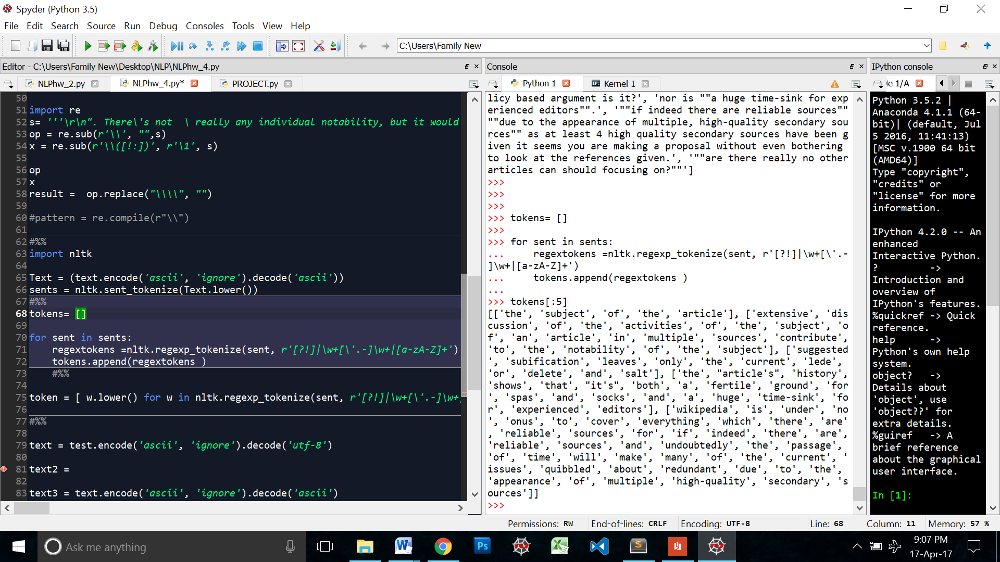 Spyder (Python 3.5)
File Edit Search Source Run Debug Consoles Tools View Help
C:\Users\Family New
Editor - C:\Users\Family New\Desktop\NLP\NLPhw_4.py
NLPhw_2.py NLPhw_4.py* PROJECT.py
50
51 import re
52 s= '''\r\n". There\'s not  \ really any individual notability, but it would
53 op = re.sub(r'\\', "",s)
54 x = re.sub(r'\\([!:])', r'\1', s)
55
56 op
57 x
58 result =  op.replace("\\\\", "")
59
60 #pattern = re.compile(r"\\")
61
62 #%%
63 import nltk
64
65 Text = (text.encode('ascii', 'ignore').decode('ascii'))
66 sents = nltk.sent_tokenize(Text.lower())
67 #%%
68 tokens= []
69
70 for sent in sents:
71     regextokens =nltk.regexp_tokenize(sent, r'[?!]|\w+[\'.-]\w+|[a-zA-Z]+')
72     tokens.append(regextokens )
73     #%%
74
75 token = [ w.lower() for w in nltk.regexp_tokenize(sent, r'[?!]|\w+[\'.-]\w+
76
77 #%%
78
79 text = test.encode('ascii', 'ignore').decode('utf-8')
80
81 text2 =
82
83 text3 = text.encode('ascii', 'ignore').decode('ascii')
Console
Python 1 IP: Kernel 1
licy based argument is it?', 'nor is ""a huge time-sink for exp
erienced editors"".', '""if indeed there are reliable sources""
""due to the appearance of multiple, high-quality secondary sou
rces"" as at least 4 high quality secondary sources have been g
iven it seems you are making a proposal without even bothering
to look at the references given.', '""are there really no other
articles can should focusing on?""']
>>>
>>>
>>>
>>> tokens= []
>>>
>>> for sent in sents:
...     regextokens =nltk.regexp_tokenize(sent, r'[?!]|\w+[\'.-
]\w+|[a-zA-Z]+')
...     tokens.append(regextokens )
...
>>> tokens[:5]
[['the', 'subject', 'of', 'the', 'article'], ['extensive', 'dis
cussion', 'of', 'the', 'activities', 'of', 'the', 'subject', 'o
f', 'an', 'article', 'in', 'multiple', 'sources', 'contribute',
'to', 'the', 'notability', 'of', 'the', 'subject'], ['suggested
', 'subification', 'leaves', 'only', 'the', 'current', 'lede',
'or', 'delete', 'and', 'salt'], ['the', "article's", 'history',
'shows', 'that', "it's", 'both', 'a', 'fertile', 'ground', 'for
', 'spas', 'and', 'socks', 'and', 'a', 'huge', 'time-sink', 'fo
r', 'experienced', 'editors'], ['wikipedia', 'is', 'under', 'no
', 'onus', 'to', 'cover', 'everything', 'which', 'there', 'are'
, 'reliable', 'sources', 'for', 'if', 'indeed', 'there', 'are',
'reliable', 'sources', 'and', 'undoubtedly', 'the', 'passage',
'of', 'time', 'will', 'make', 'many', 'of', 'the', 'current', '
issues', 'quibbled', 'about', 'redundant', 'due', 'to', 'the',
'appearance', 'of', 'multiple', 'high-quality', 'secondary', 's
ources']]
>>>
IPython console
le 1/A
Python 3.5.2 |
Anaconda 4.1.1 (64-
bit)| (default, Jul
5 2016, 11:41:13)
[MSC v.1900 64 bit
(AMD64)]
Type "copyright",
"credits" or
"license" for more
information.
IPython 4.2.0 -- An
enhanced
Interactive Python.
?         ->
Introduction and
overview of
IPython's features.
%quickref -> Quick
reference.
help      ->
Python's own help
system.
object?   ->
Details about
'object', use
'object??' for
extra details.
%guiref   -> A
brief reference
about the graphical
user interface.
In [1]:
Permissions: RW End-of-lines: CRLF Encoding: UTF-8 Line: 68 Column: 11 Memory: 57 %
Ask me anything
Ps
9:07 PM
17-Apr-17